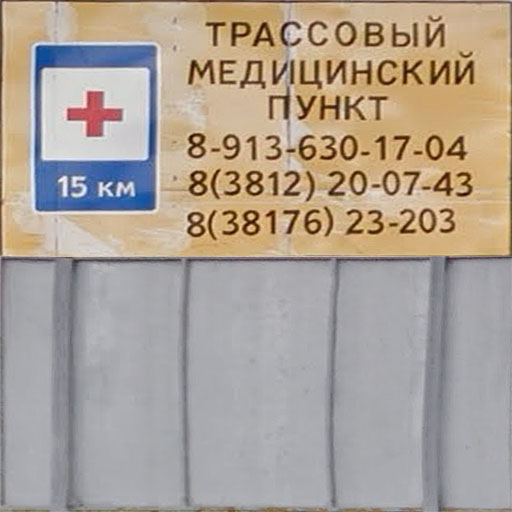 ТРАССОВЫЙ
МЕДИЦИНСКИЙ
ПУНКТ
8-913-630-17-04
8(3812) 20-07-43
8(38176) 23-203
15 км